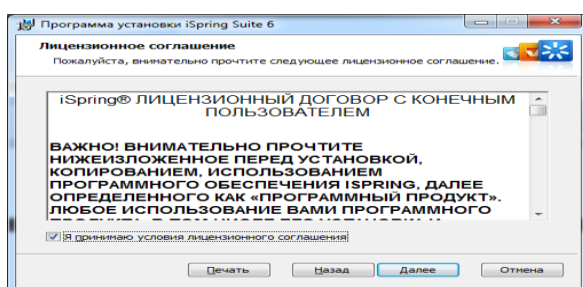 Программа установки iSpring Suite 6
Лицензионное соглашение
Пожалуйста, внимательно прочтите следующее лицензионное соглашение.
iSpring® ЛИЦЕНЗИОННЫЙ ДОГОВОР С КОНЕЧНЫМ
ПОЛЬЗОВАТЕЛЕМ
ВАЖНО! ВНИМАТЕЛЬНО ПРОЧТИТЕ
НИЖЕИЗЛОЖЕННОЕ ПЕРЕД УСТАНОВКОЙ,
КОПИРОВАНИЕМ, ИСПОЛЬЗОВАНИЕМ
ПРОГРАММНОГО ОБЕСПЕЧЕНИЯ ISPRING, ДАЛЕЕ
ОПРЕДЕЛЕННОГО КАК «ПРОГРАММНЫЙ ПРОДУКТ».
ЛЮБОЕ ИСПОЛЬЗОВАНИЕ ВАМИ ПРОГРАММНОГО
Я принимаю условия лицензионного соглашения
Печать Назад Далее Отмена